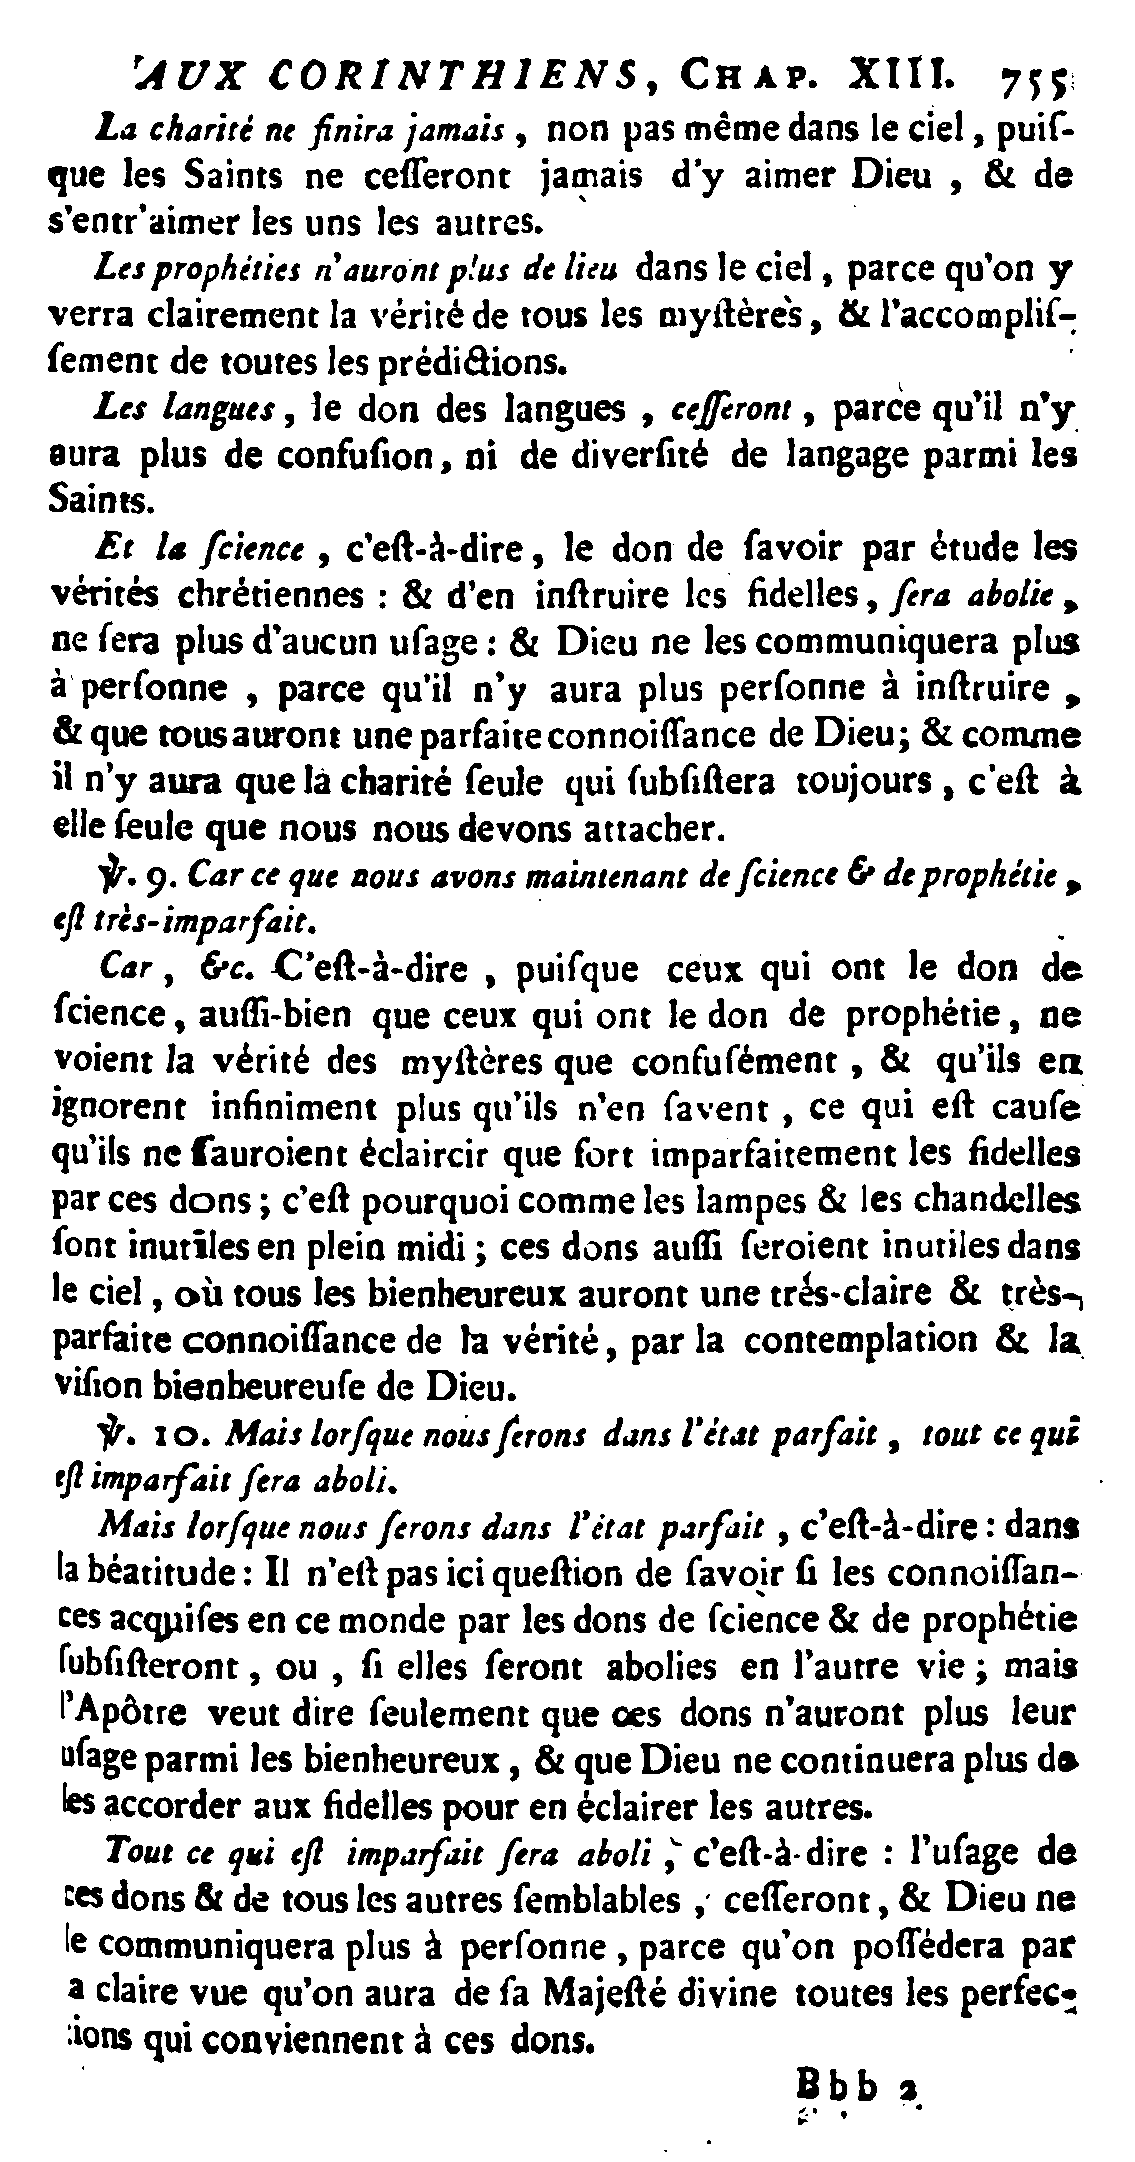 AUX CORINTHIENS, CHAP. XIII. 755
La charité ne finira jamais, non pas même dans le ciel, puiſ-
que les Saints ne ceſſeront jamais d'y aimer Dieu, & de
s'entr'aimer les uns les autres.
Les prophéties n'auront plus de lieu dans le ciel, parce qu'on y
verra clairement la vérité de tous les myſtères, & l'accompliſ-
ſement de toutes les prédictions.
Les langues, le don des langues, ceſſeront, parce qu'il n'y
aura plus de confuſion, ni de diverſité de langage parmi les
Saints.
Et la ſcience, c'eſt-à-dire, le don de ſavoir par étude les
vérités chrétiennes : & d'en inſtruire les fidelles, ſera abolie,
ne ſera plus d'aucun uſage : & Dieu ne les communiquera plus
à perſonne, parce qu'il n'y aura plus perſonne à inſtruire,
& que tous auront une parfaite connoiſſance de Dieu; & comme
il n'y aura que la charité ſeule qui ſubſiſtera toujours, c'eſt à
elle ſeule que nous nous devons attacher.
℣. 9. Car ce que nous avons maintenant de ſcience & de prophétie,
eſt très-imparfait.
Car, &c. C'eſt-à-dire, puiſque ceux qui ont le don de
ſcience, auſſi-bien que ceux qui ont le don de prophétie, ne
voient la vérité des myſtères que confuſément, & qu'ils en
ignorent infiniment plus qu'ils n'en ſavent, ce qui eſt cauſe
qu'ils ne ſauroient éclaircir que fort imparfaitement les fidelles
par ces dons; c'eſt pourquoi comme les lampes & les chandelles
ſont inutiles en plein midi; ces dons auſſi ſeroient inutiles dans
le ciel, où tous les bienheureux auront une trés-claire & très-
parfaite connoiſſance de la vérité, par la contemplation & la
viſion bienheureuſe de Dieu.
℣. 10. Mais lorſque nous ſerons dans l'état parfait, tout ce qui
eſt imparfait ſera aboli.
Mais lorſque nous ſerons dans l'état parfait, c'eſt-à-dire : dans
la béatitude : Il n'eſt pas ici queſtion de ſavoir ſi les connoiſſan-
ces acquiſes en ce monde par les dons de ſcience & de prophétie
ſubſiſteront, ou, ſi elles ſeront abolies en l'autre vie; mais
l'Apôtre veut dire ſeulement que ces dons n'auront plus leur
uſage parmi les bienheureux, & que Dieu ne continuera plus de
les accorder aux fidelles pour en éclairer les autres.
Tout ce qui eſt imparfait ſera aboli, c'eſt-à-dire : l'uſage de
ces dons & de tous les autres ſemblables, ceſſeront, & Dieu ne
le communiquera plus à perſonne, parce qu'on poſſédera par
a claire vue qu'on aura de ſa Majeſté divine toutes les perfec-
tions qui conviennent à ces dons.
Bbb 2